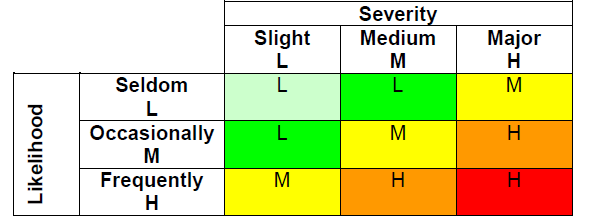 Severity
Slight Medium Major
L M H
Likelihood
Seldom
L
L L M
Occasionally
M
L M H
Frequently
H
M H H